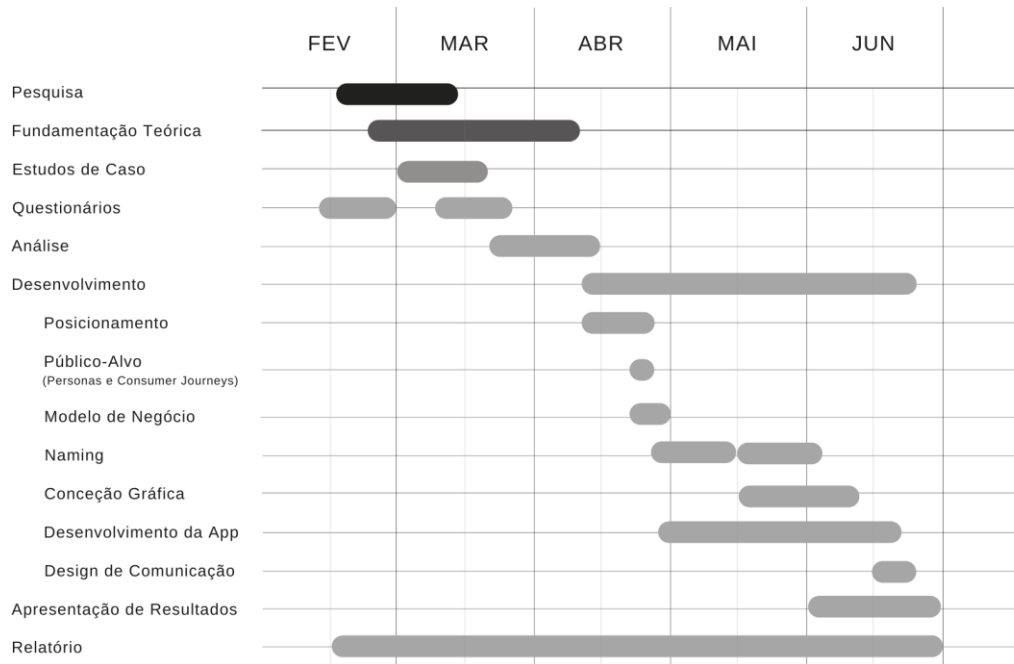 FEV MAR ABR MAI JUN
Pesquisa
Fundamentação Teórica
Estudos de Caso
Questionários
Análise
Desenvolvimento
Posicionamento
Público-Alvo
(Personas e Consumer Journeys)
Modelo de Negócio
Naming
Conceção Gráfica
Desenvolvimento da App
Design de Comunicação
Apresentação de Resultados
Relatório